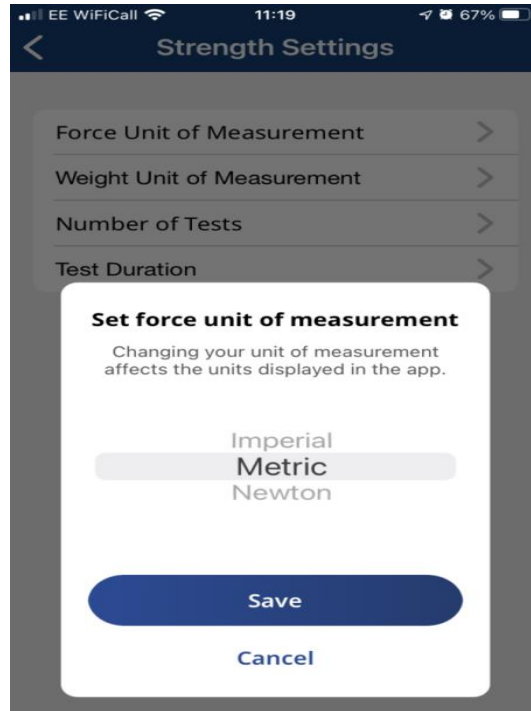 EE WiFiCall 11:19 67%
Strength Settings
Force Unit of Measurement
Weight Unit of Measurement
Number of Tests
Test Duration
Set force unit of measurement
Changing your unit of measurement
affects the units displayed in the app.
Imperial
Metric
Newton
Save
Cancel